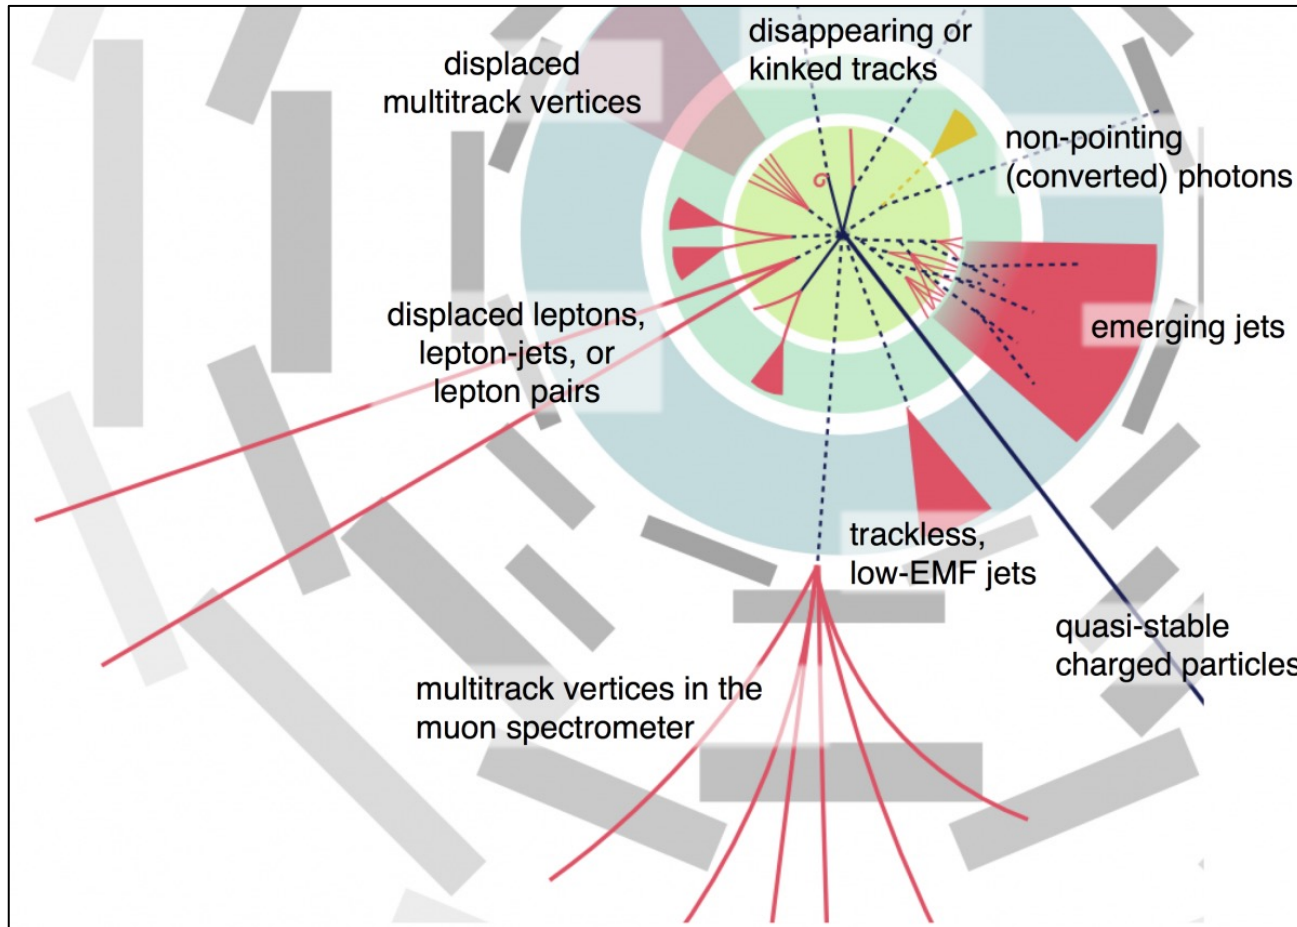 disappearing or
kinked tracks
displaced
multitrack vertices
non-pointing
(converted) photons
displaced leptons,
lepton-jets, or
lepton pairs
emerging jets
trackless,
low-EMF jets
quasi-stable
charged particles
multitrack vertices in the
muon spectrometer